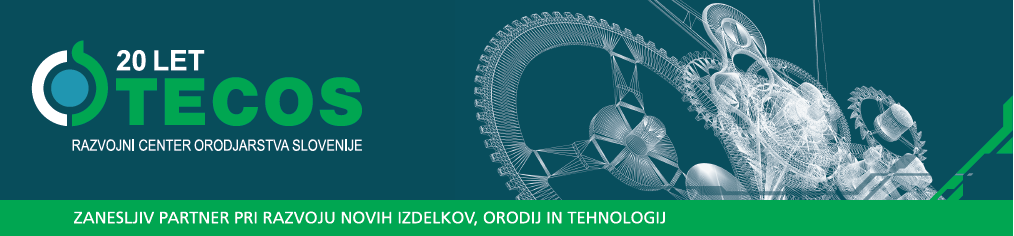 20 LET
TECOS
RAZVOJNI CENTER ORODJARSTVA SLOVENIJE
ZANESLJIV PARTNER PRI RAZVOJU NOVIH IZDELKOV, ORODIJ IN TEHNOLOGIJ